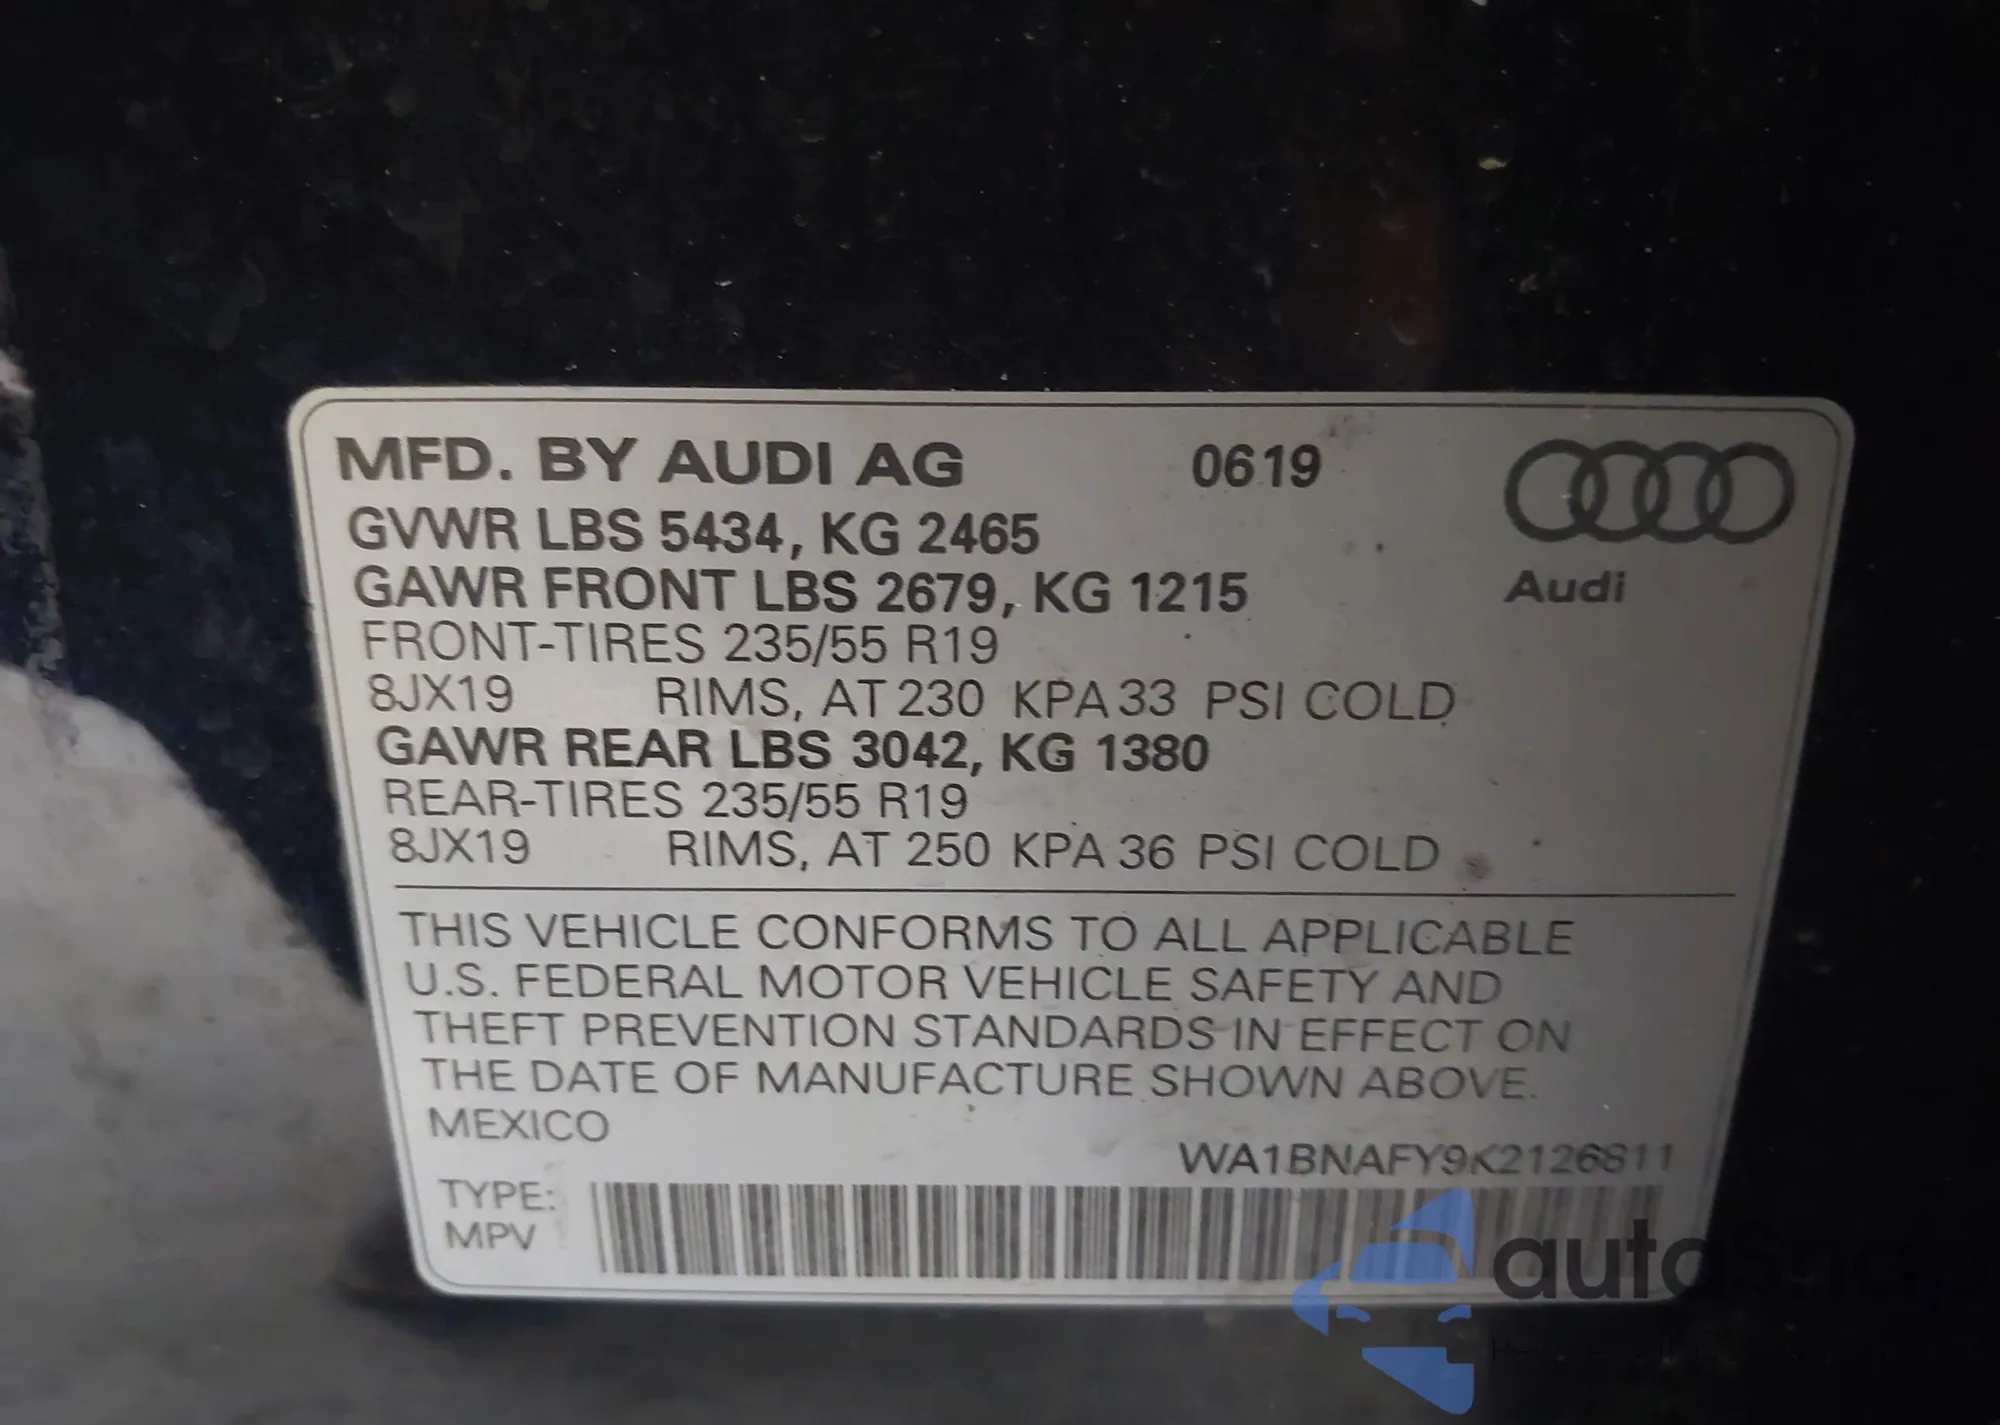 MFD. BY AUDI AG 0619
GVWR LBS 5434, KG 2465
GAWR FRONT LBS 2679, KG 1215
Audi
FRONT-TIRES 235/55 R19
8JX19 RIMS, AT 230 KPA 33 PSI COLD
GAWR REAR LBS 3042, KG 1380
REAR-TIRES 235/55 R19
8JX19 RIMS, AT 250 KPA 36 PSI COLD
THIS VEHICLE CONFORMS TO ALL APPLICABLE
U.S. FEDERAL MOTOR VEHICLE SAFETY AND
THEFT PREVENTION STANDARDS IN EFFECT ON
THE DATE OF MANUFACTURE SHOWN ABOVE.
MEXICO
WA1BNAFY9K2126811
TYPE:
MPV